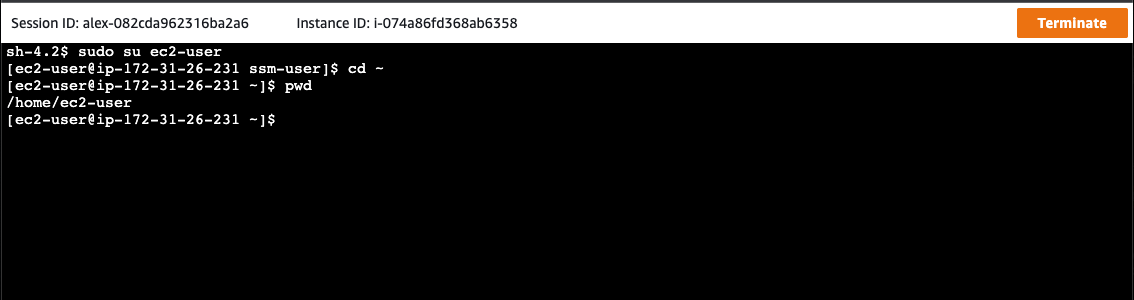 Session ID: alex-082cda962316ba2a6 Instance ID: i-074a86fd368ab6358 Terminate
sh-4.2$ sudo su ec2-user
[ec2-user@ip-172-31-26-231 ssm-user]$ cd ~
[ec2-user@ip-172-31-26-231 ~]$ pwd
/home/ec2-user
[ec2-user@ip-172-31-26-231 ~]$